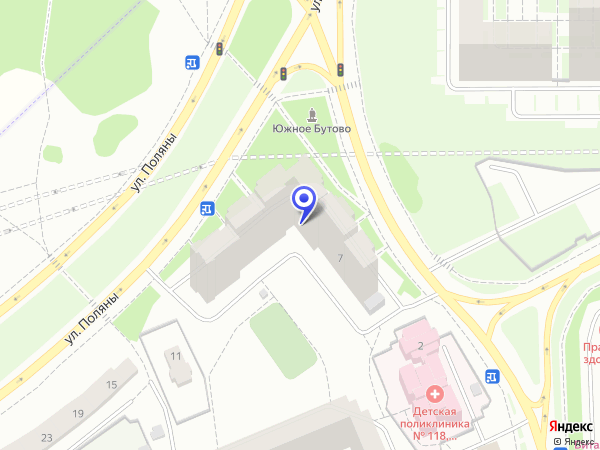 ул. Поляны
Южное Бутово
7
ул. Поляны
2
11
15
19
23
Детская
поликлиника
№ 118,...
Яндекс
© Яндекс